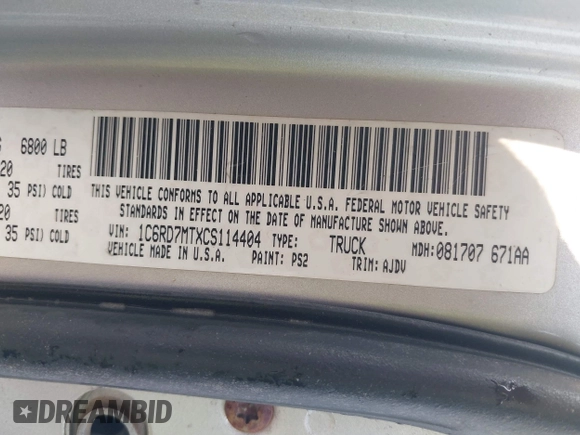 6800 LB
20 TIRES
35 PSI) COLD
20 TIRES
35 PSI) COLD
THIS VEHICLE CONFORMS TO ALL APPLICABLE U.S.A. FEDERAL MOTOR VEHICLE SAFETY
STANDARDS IN EFFECT ON THE DATE OF MANUFACTURE SHOWN ABOVE.
VIN: 1C6RD7MTXCS114404 TYPE: TRUCK MDH:081707 671AA
VEHICLE MADE IN U.S.A. PAINT: PS2 TRIM: AJDV
DREAMBID